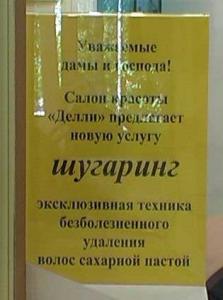 Уважаемые
дамы и господа!
Салон красоты
«Делли» предлагает
новую услугу
шугаринг
эксклюзивная техника
безболезненного
удаления
волос сахарной пастой